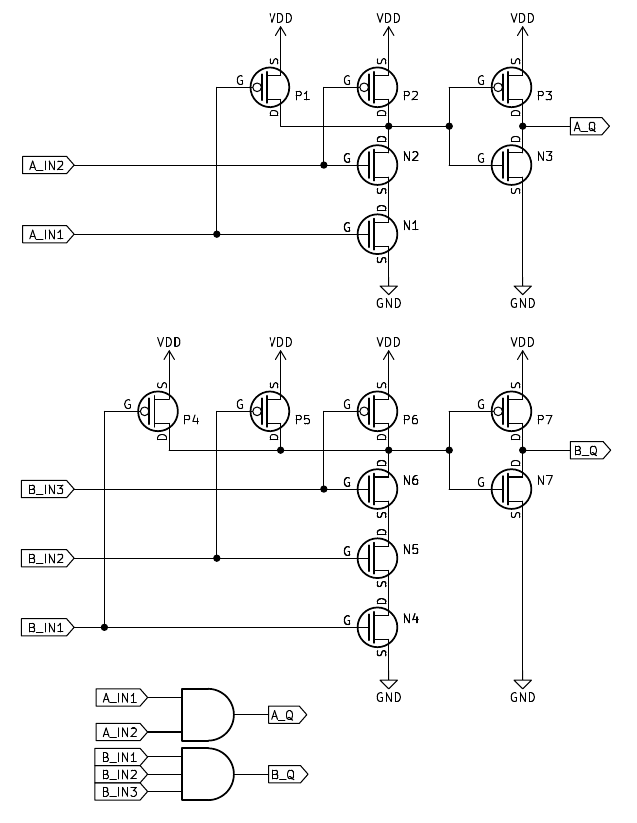 VDD VDD VDD
S S S
G P1 G P2 G P3
D D D
A_Q
D D
A_IN2 G N2 G N3
S S
D
A_IN1 G N1
S
GND GND
VDD VDD VDD VDD
S S S S
G P4 G P5 G P6 G P7
D D D D
B_Q
D D
B_IN3 G N6 G N7
S S
D
B_IN2 G N5
S
D
B_IN1 G N4
S
GND GND
A_IN1
A_Q
A_IN2
B_IN1
B_IN2 B_Q
B_IN3